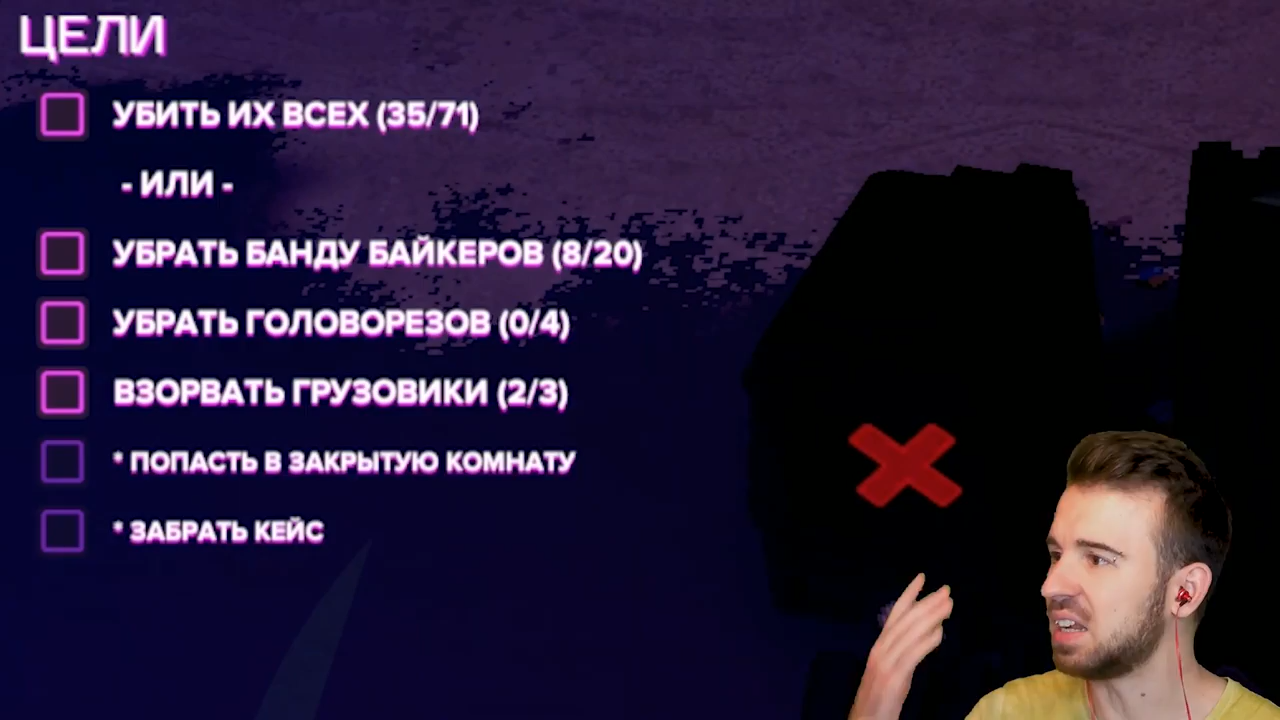 ЦЕЛИ
УБИТЬ ИХ ВСЕХ (35/71)
- ИЛИ -
УБРАТЬ БАНДУ БАЙКЕРОВ (8/20)
УБРАТЬ ГОЛОВОРЕЗОВ (0/4)
ВЗОРВАТЬ ГРУЗОВИКИ (2/3)
* ПОПАСТЬ В ЗАКРЫТУЮ КОМНАТУ
* ЗАБРАТЬ КЕЙС